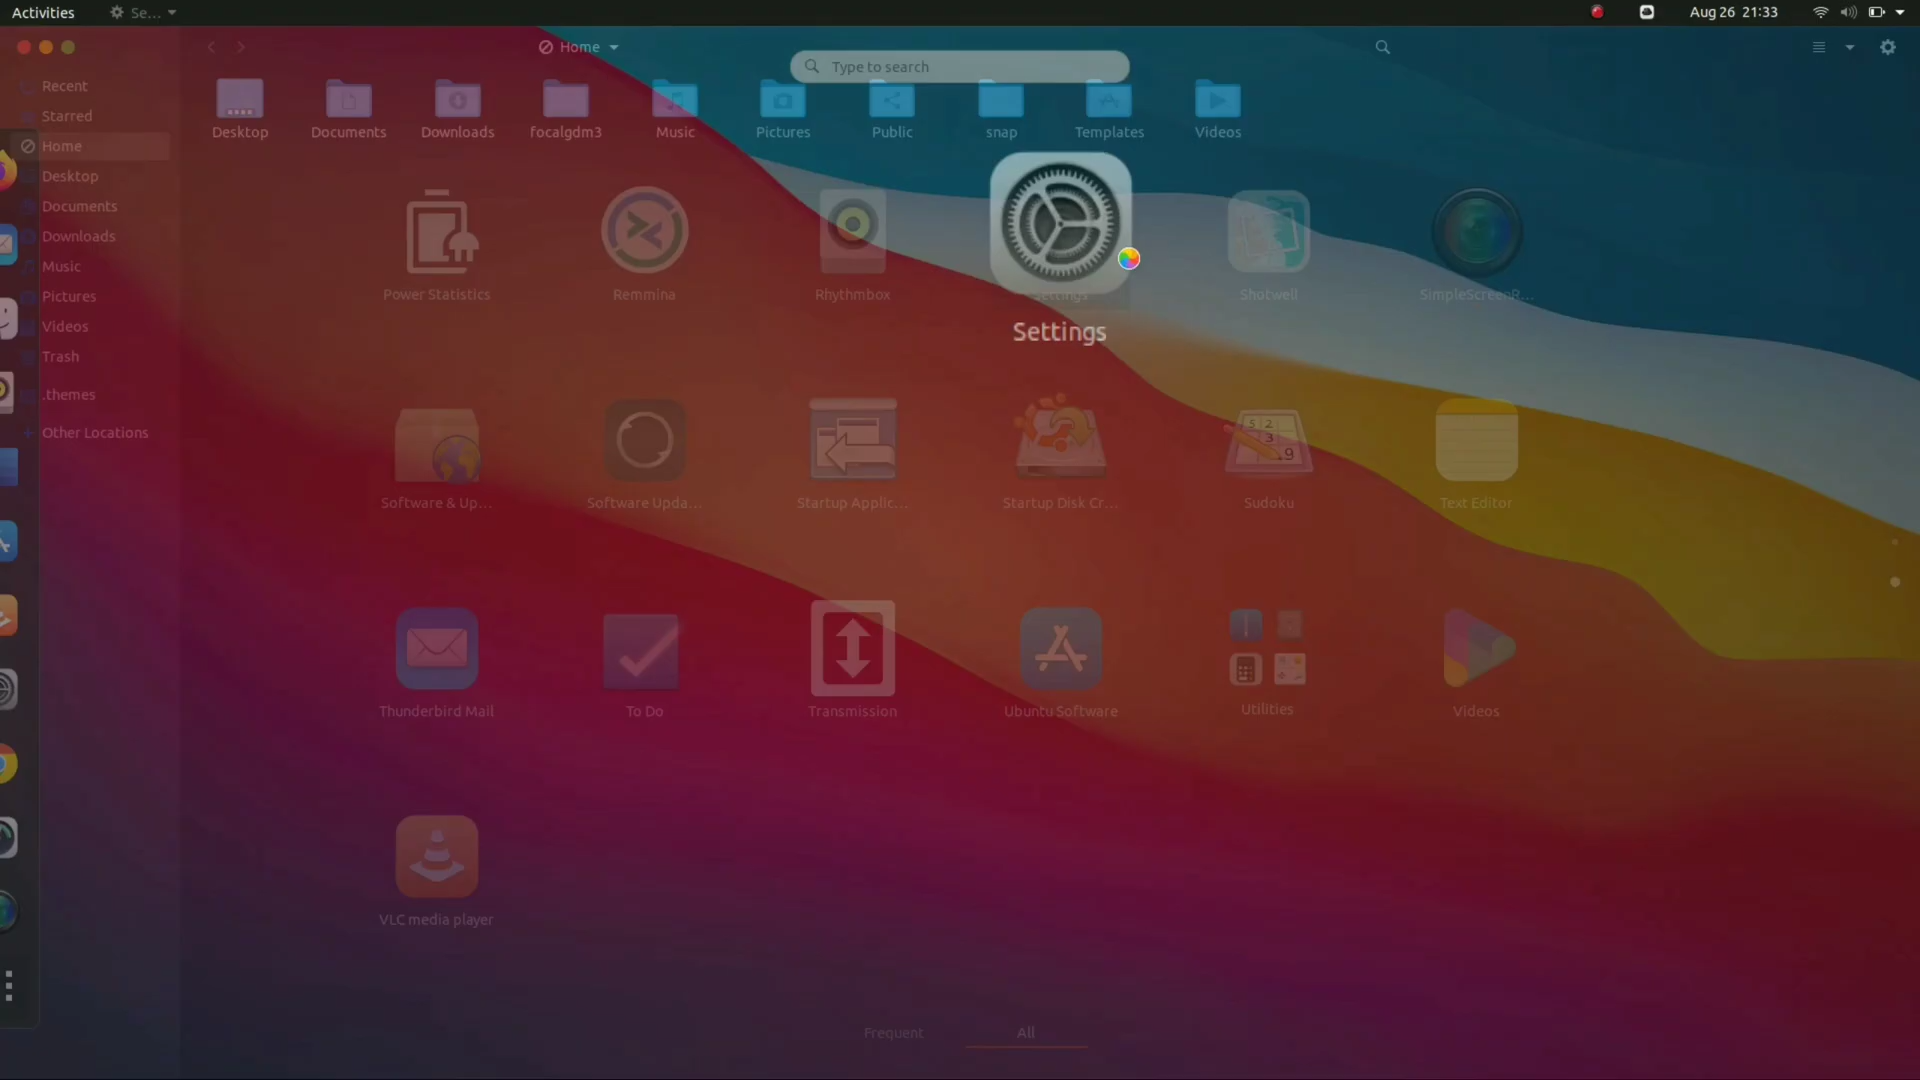 Activities
Se...
Aug 26 21:33
Home
Type to search
Recent
Starred
Home
Desktop
Documents
Downloads
Music
Pictures
Videos
Trash
.themes
Other Locations
Desktop
Documents
Downloads
focalgdm3
Music
Pictures
Public
snap
Templates
Videos
Power Statistics
Remmina
Rhythmbox
Settings
Settings
Shotwell
SimpleScreenR...
Software & Up...
Software Upda...
Startup Applic...
Startup Disk Cr...
Sudoku
Text Editor
Thunderbird Mail
To Do
Transmission
Ubuntu Software
Utilities
Videos
VLC media player
Frequent
All